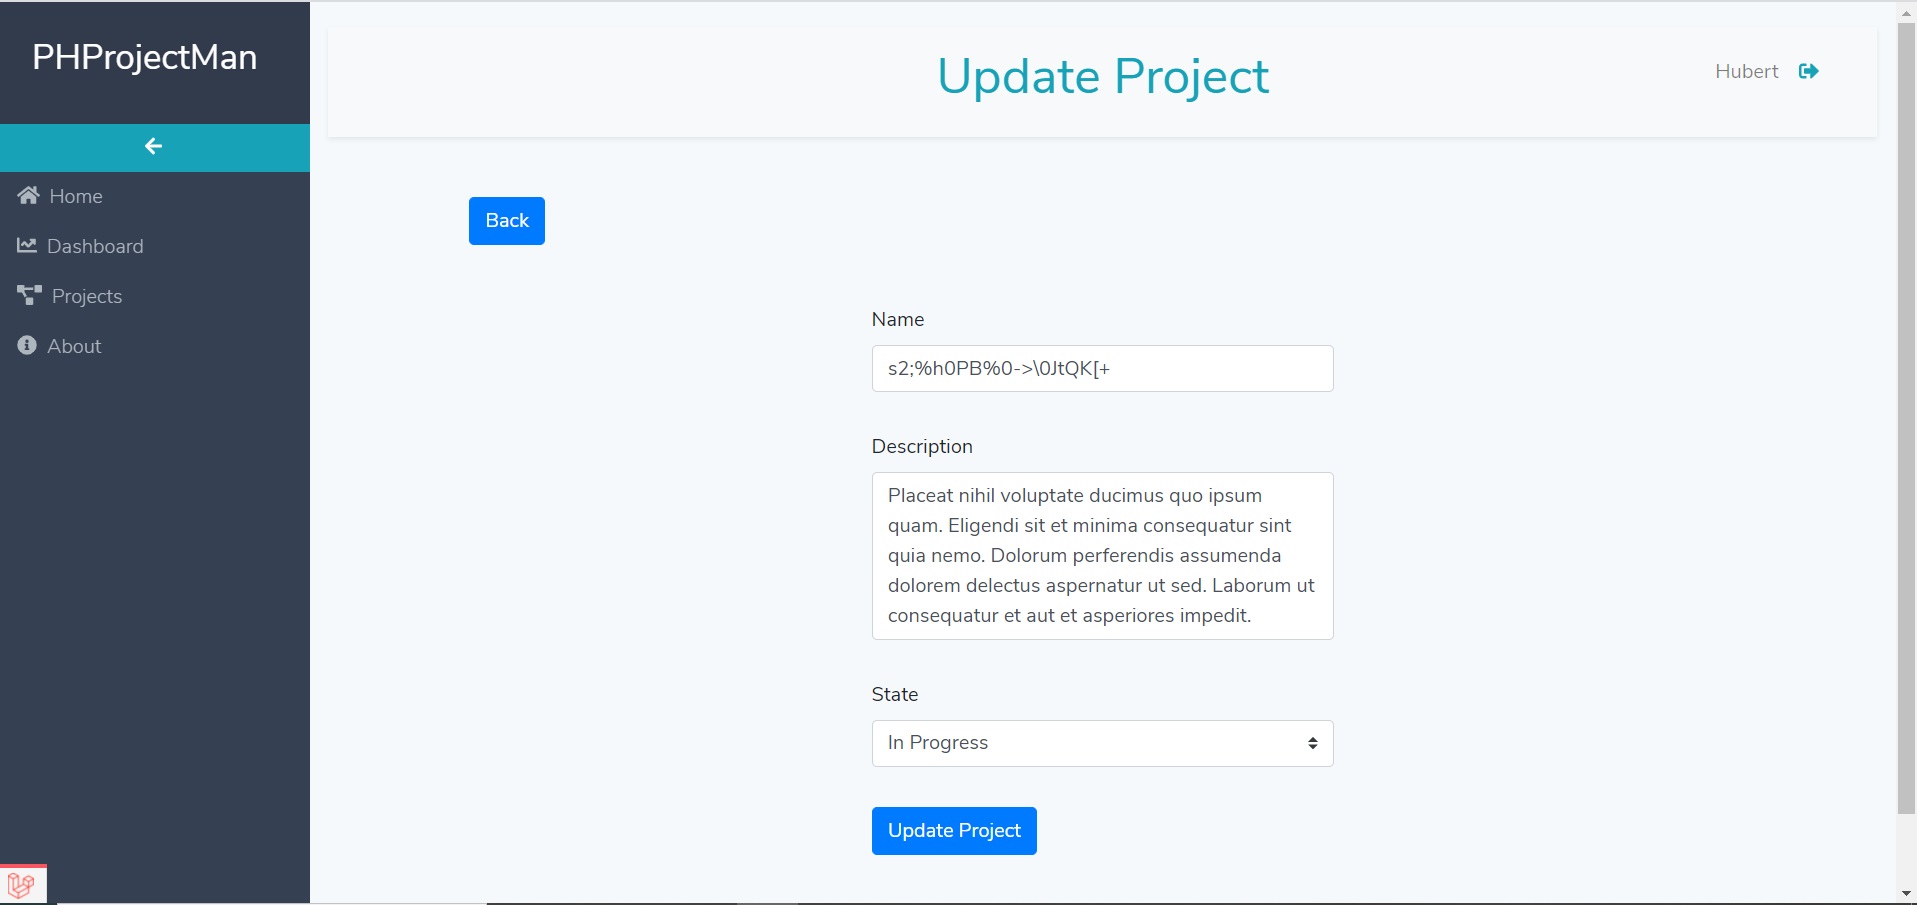 PHProjectMan
Home
Dashboard
Projects
About
Update Project
Hubert
Back
Name
s2;%h0PB%0->\0JtQK[+
Description
Placeat nihil voluptate ducimus quo ipsum
quam. Eligendi sit et minima consequatur sint
quia nemo. Dolorum perferendis assumenda
dolorem delectus aspernatur ut sed. Laborum ut
consequatur et aut et asperiores impedit.
State
In Progress
Update Project